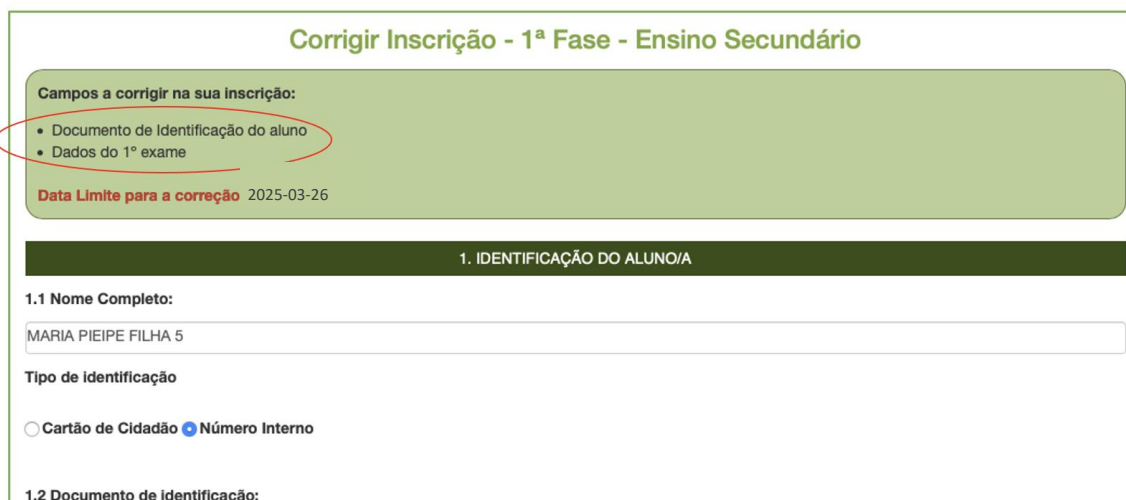 Corrigir Inscrição - 1ª Fase - Ensino Secundário
Campos a corrigir na sua inscrição:
• Documento de Identificação do aluno
• Dados do 1º exame
Data Limite para a correção 2025-03-26
1. IDENTIFICAÇÃO DO ALUNO/A
1.1 Nome Completo:
MARIA PIEIPE FILHA 5
Tipo de identificação
Cartão de Cidadão Número Interno
1.2 Documento de identificação: